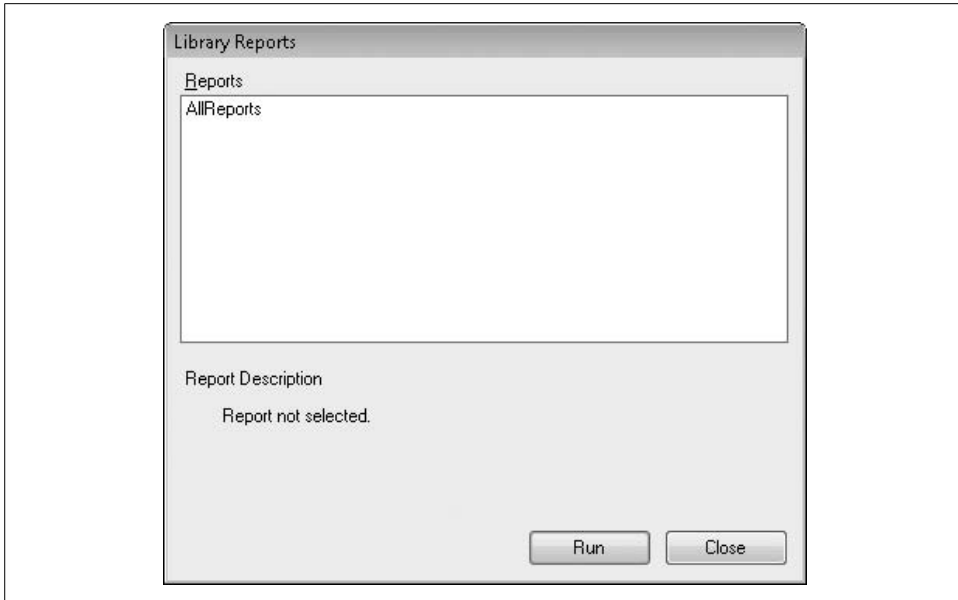 Library Reports
Reports
AllReports
Report Description
Report not selected.
Run Close